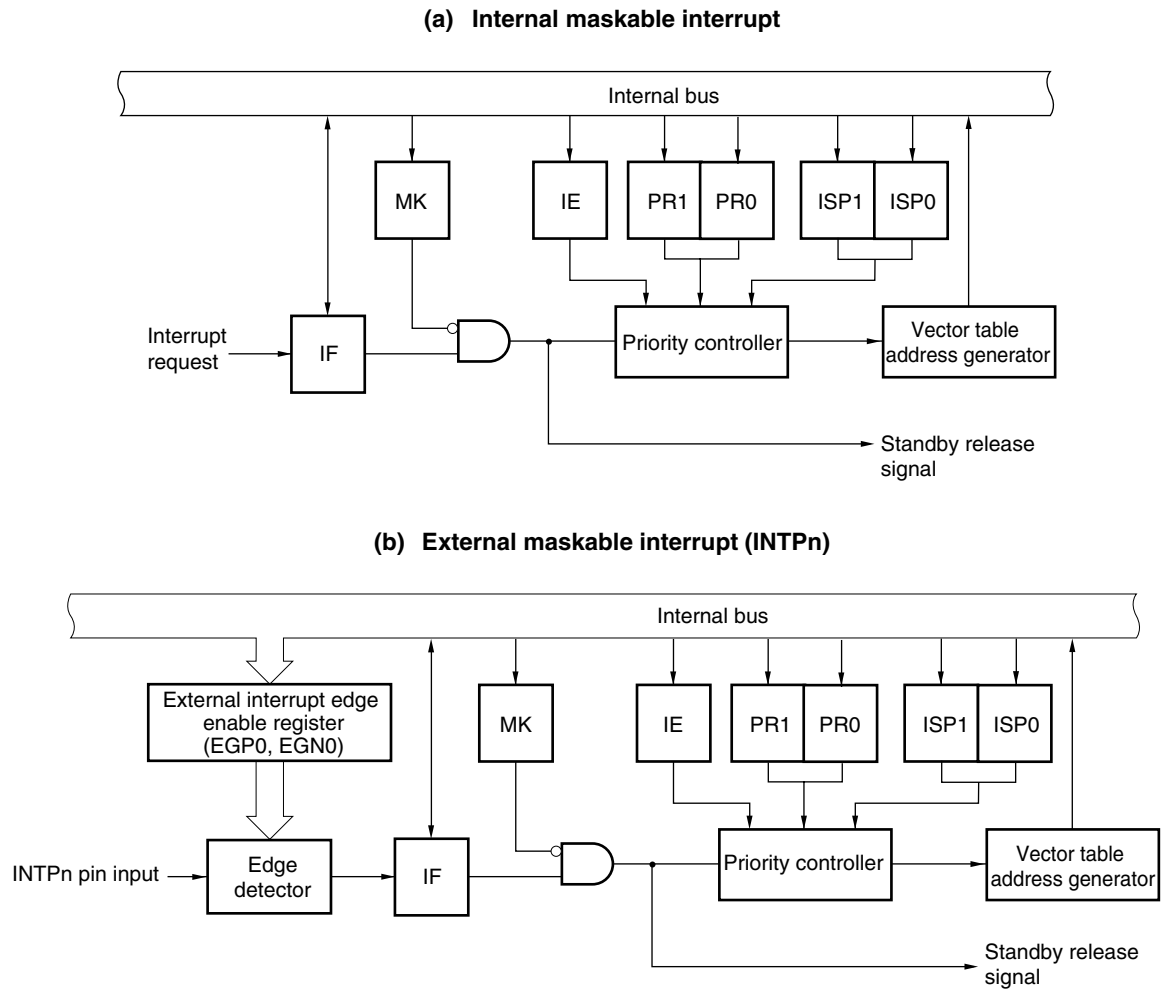 (a) Internal maskable interrupt
Internal bus
MK
IE
PR1
PR0
ISP1
ISP0
Interrupt
request
IF
Priority controller
Vector table
address generator
Standby release
signal
(b) External maskable interrupt (INTPn)
Internal bus
External interrupt edge
enable register
(EGP0, EGN0)
MK
IE
PR1
PR0
ISP1
ISP0
INTPn pin input
Edge
detector
IF
Priority controller
Vector table
address generator
Standby release
signal